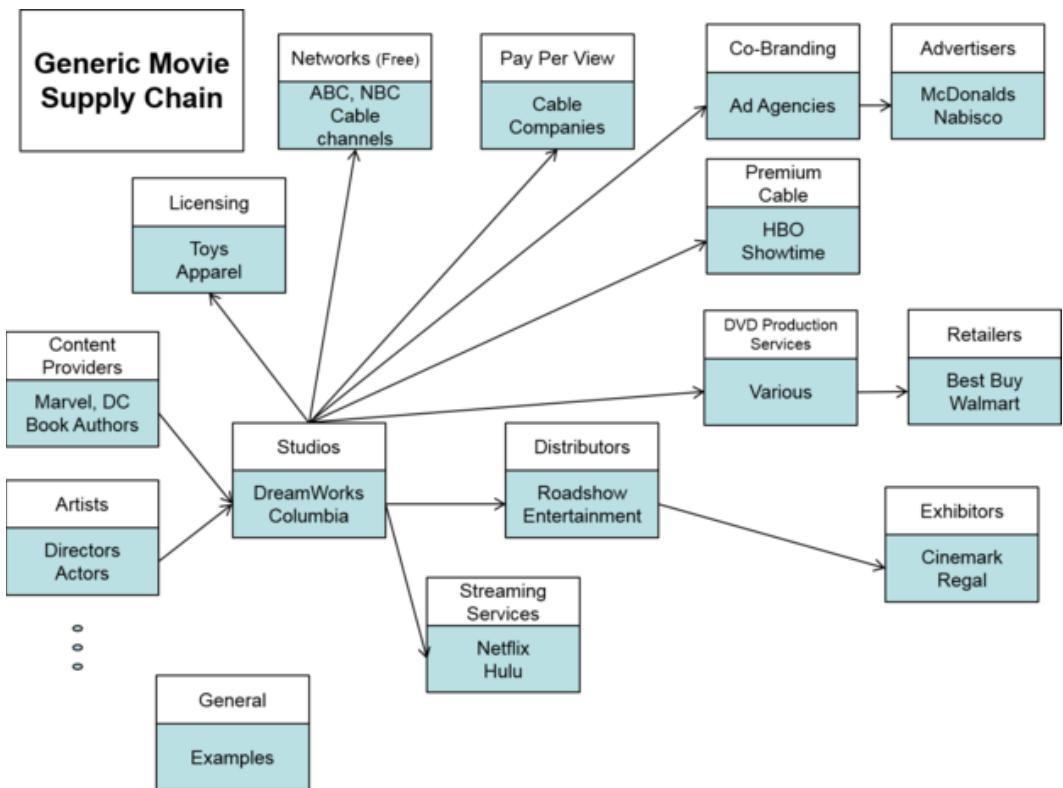 Generic Movie
Supply Chain
Networks (Free)
ABC, NBC
Cable
channels
Pay Per View
Cable
Companies
Co-Branding
Ad Agencies
Advertisers
McDonalds
Nabisco
Premium
Cable
HBO
Showtime
Licensing
Toys
Apparel
DVD Production
Services
Various
Retailers
Best Buy
Walmart
Content
Providers
Marvel, DC
Book Authors
Studios
DreamWorks
Columbia
Distributors
Roadshow
Entertainment
Artists
Directors
Actors
Exhibitors
Cinemark
Regal
Streaming
Services
Netflix
Hulu
General
Examples